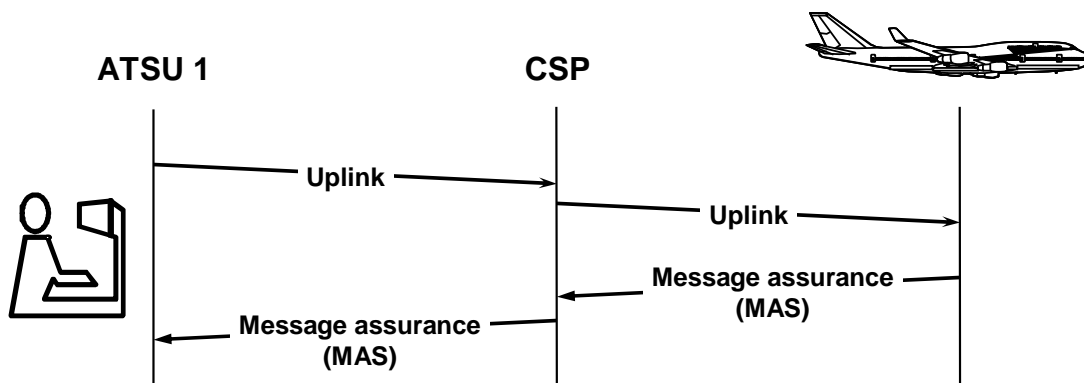 ATSU 1
CSP
Uplink
Uplink
Message assurance
(MAS)
Message assurance
(MAS)